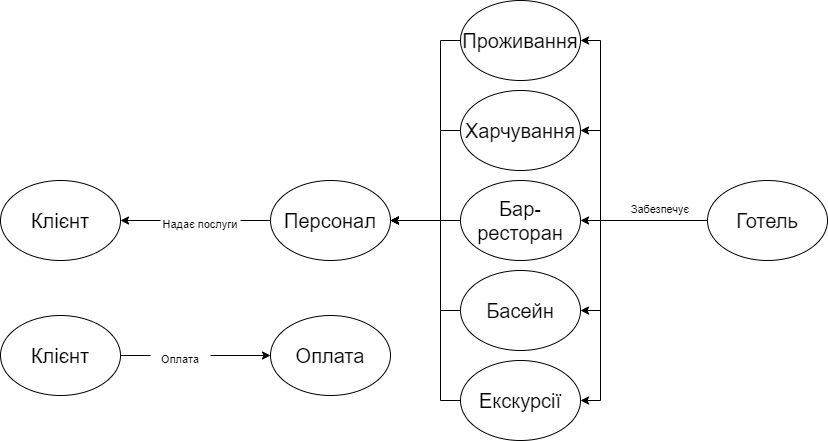 Проживання
Харчування
Забезпечує
Клієнт
Надає послуги
Персонал
Бар-
ресторан
Готель
Басейн
Клієнт
Оплата
Оплата
Екскурсії